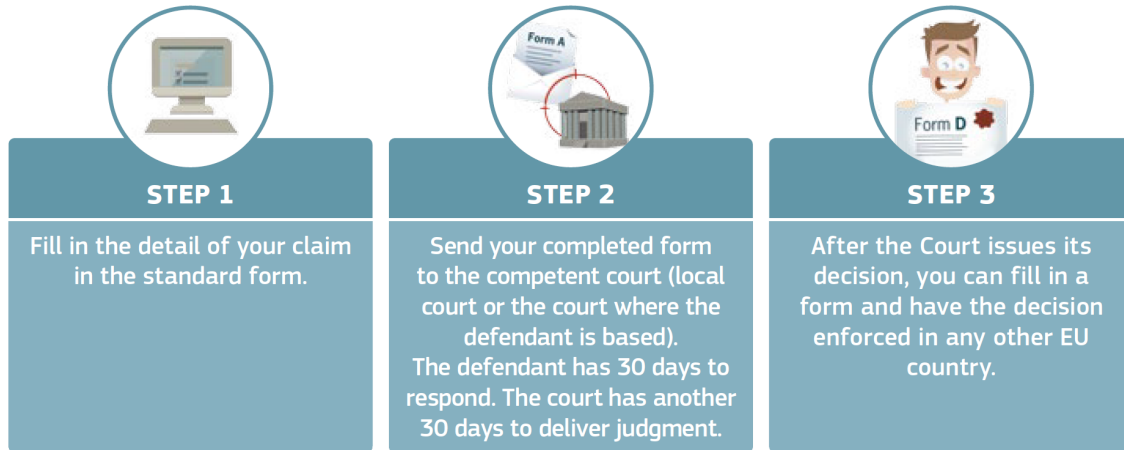 Form A
Form D
STEP 1
Fill in the detail of your claim
in the standard form.
STEP 2
Send your completed form
to the competent court (local
court or the court where the
defendant is based).
The defendant has 30 days to
respond. The court has another
30 days to deliver judgment.
STEP 3
After the Court issues its
decision, you can fill in a
form and have the decision
enforced in any other EU
country.